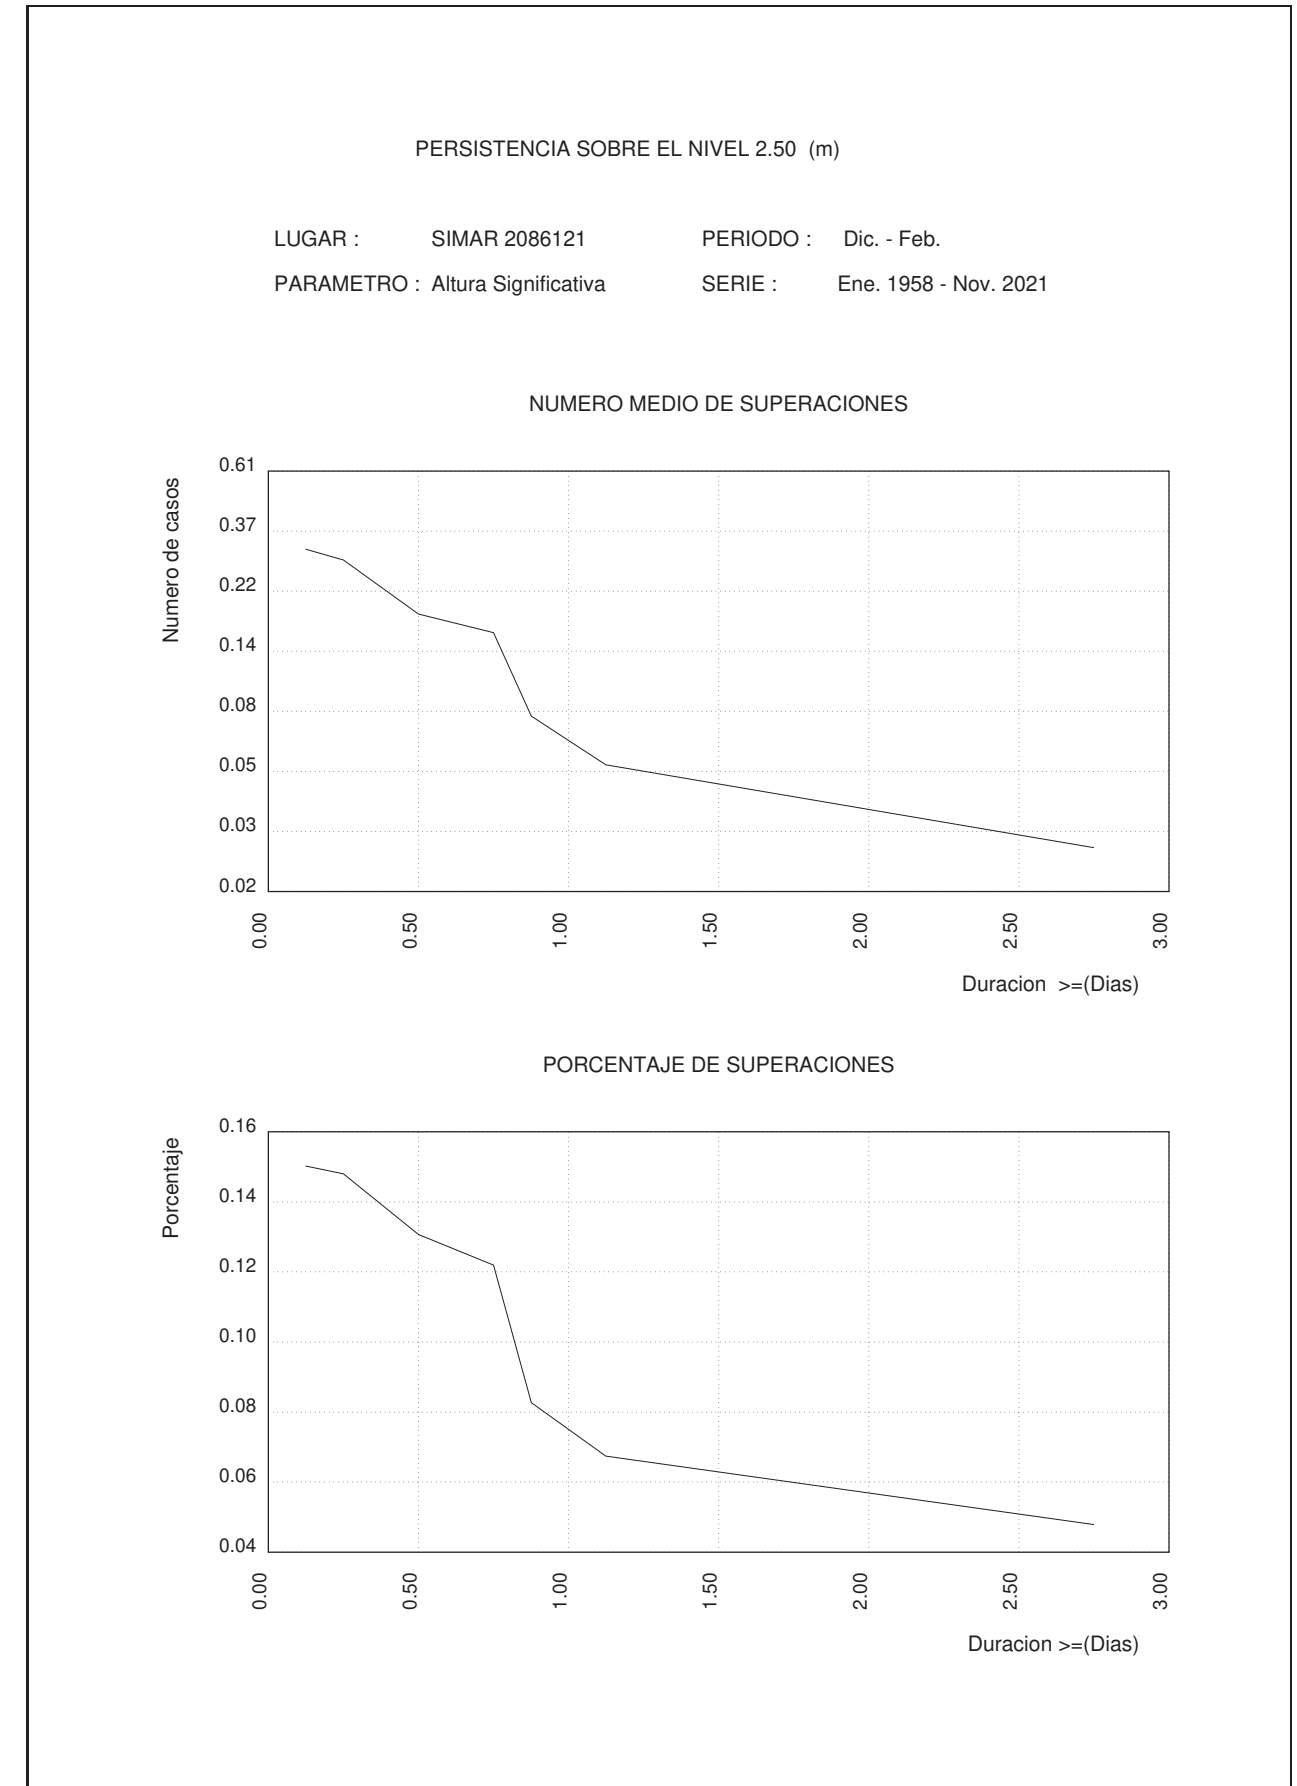 PERSISTENCIA SOBRE EL NIVEL 2.50 (m)
LUGAR : SIMAR 2086121 PERIODO : Dic. - Feb.
PARAMETRO : Altura Significativa SERIE : Ene. 1958 - Nov. 2021
NUMERO MEDIO DE SUPERACIONES
Numero de casos
0.61
0.37
0.22
0.14
0.08
0.05
0.03
0.02
0.00 0.50 1.00 1.50 2.00 2.50 3.00
Duracion >=(Dias)
PORCENTAJE DE SUPERACIONES
Porcentaje
0.16
0.14
0.12
0.10
0.08
0.06
0.04
0.00 0.50 1.00 1.50 2.00 2.50 3.00
Duracion >=(Dias)